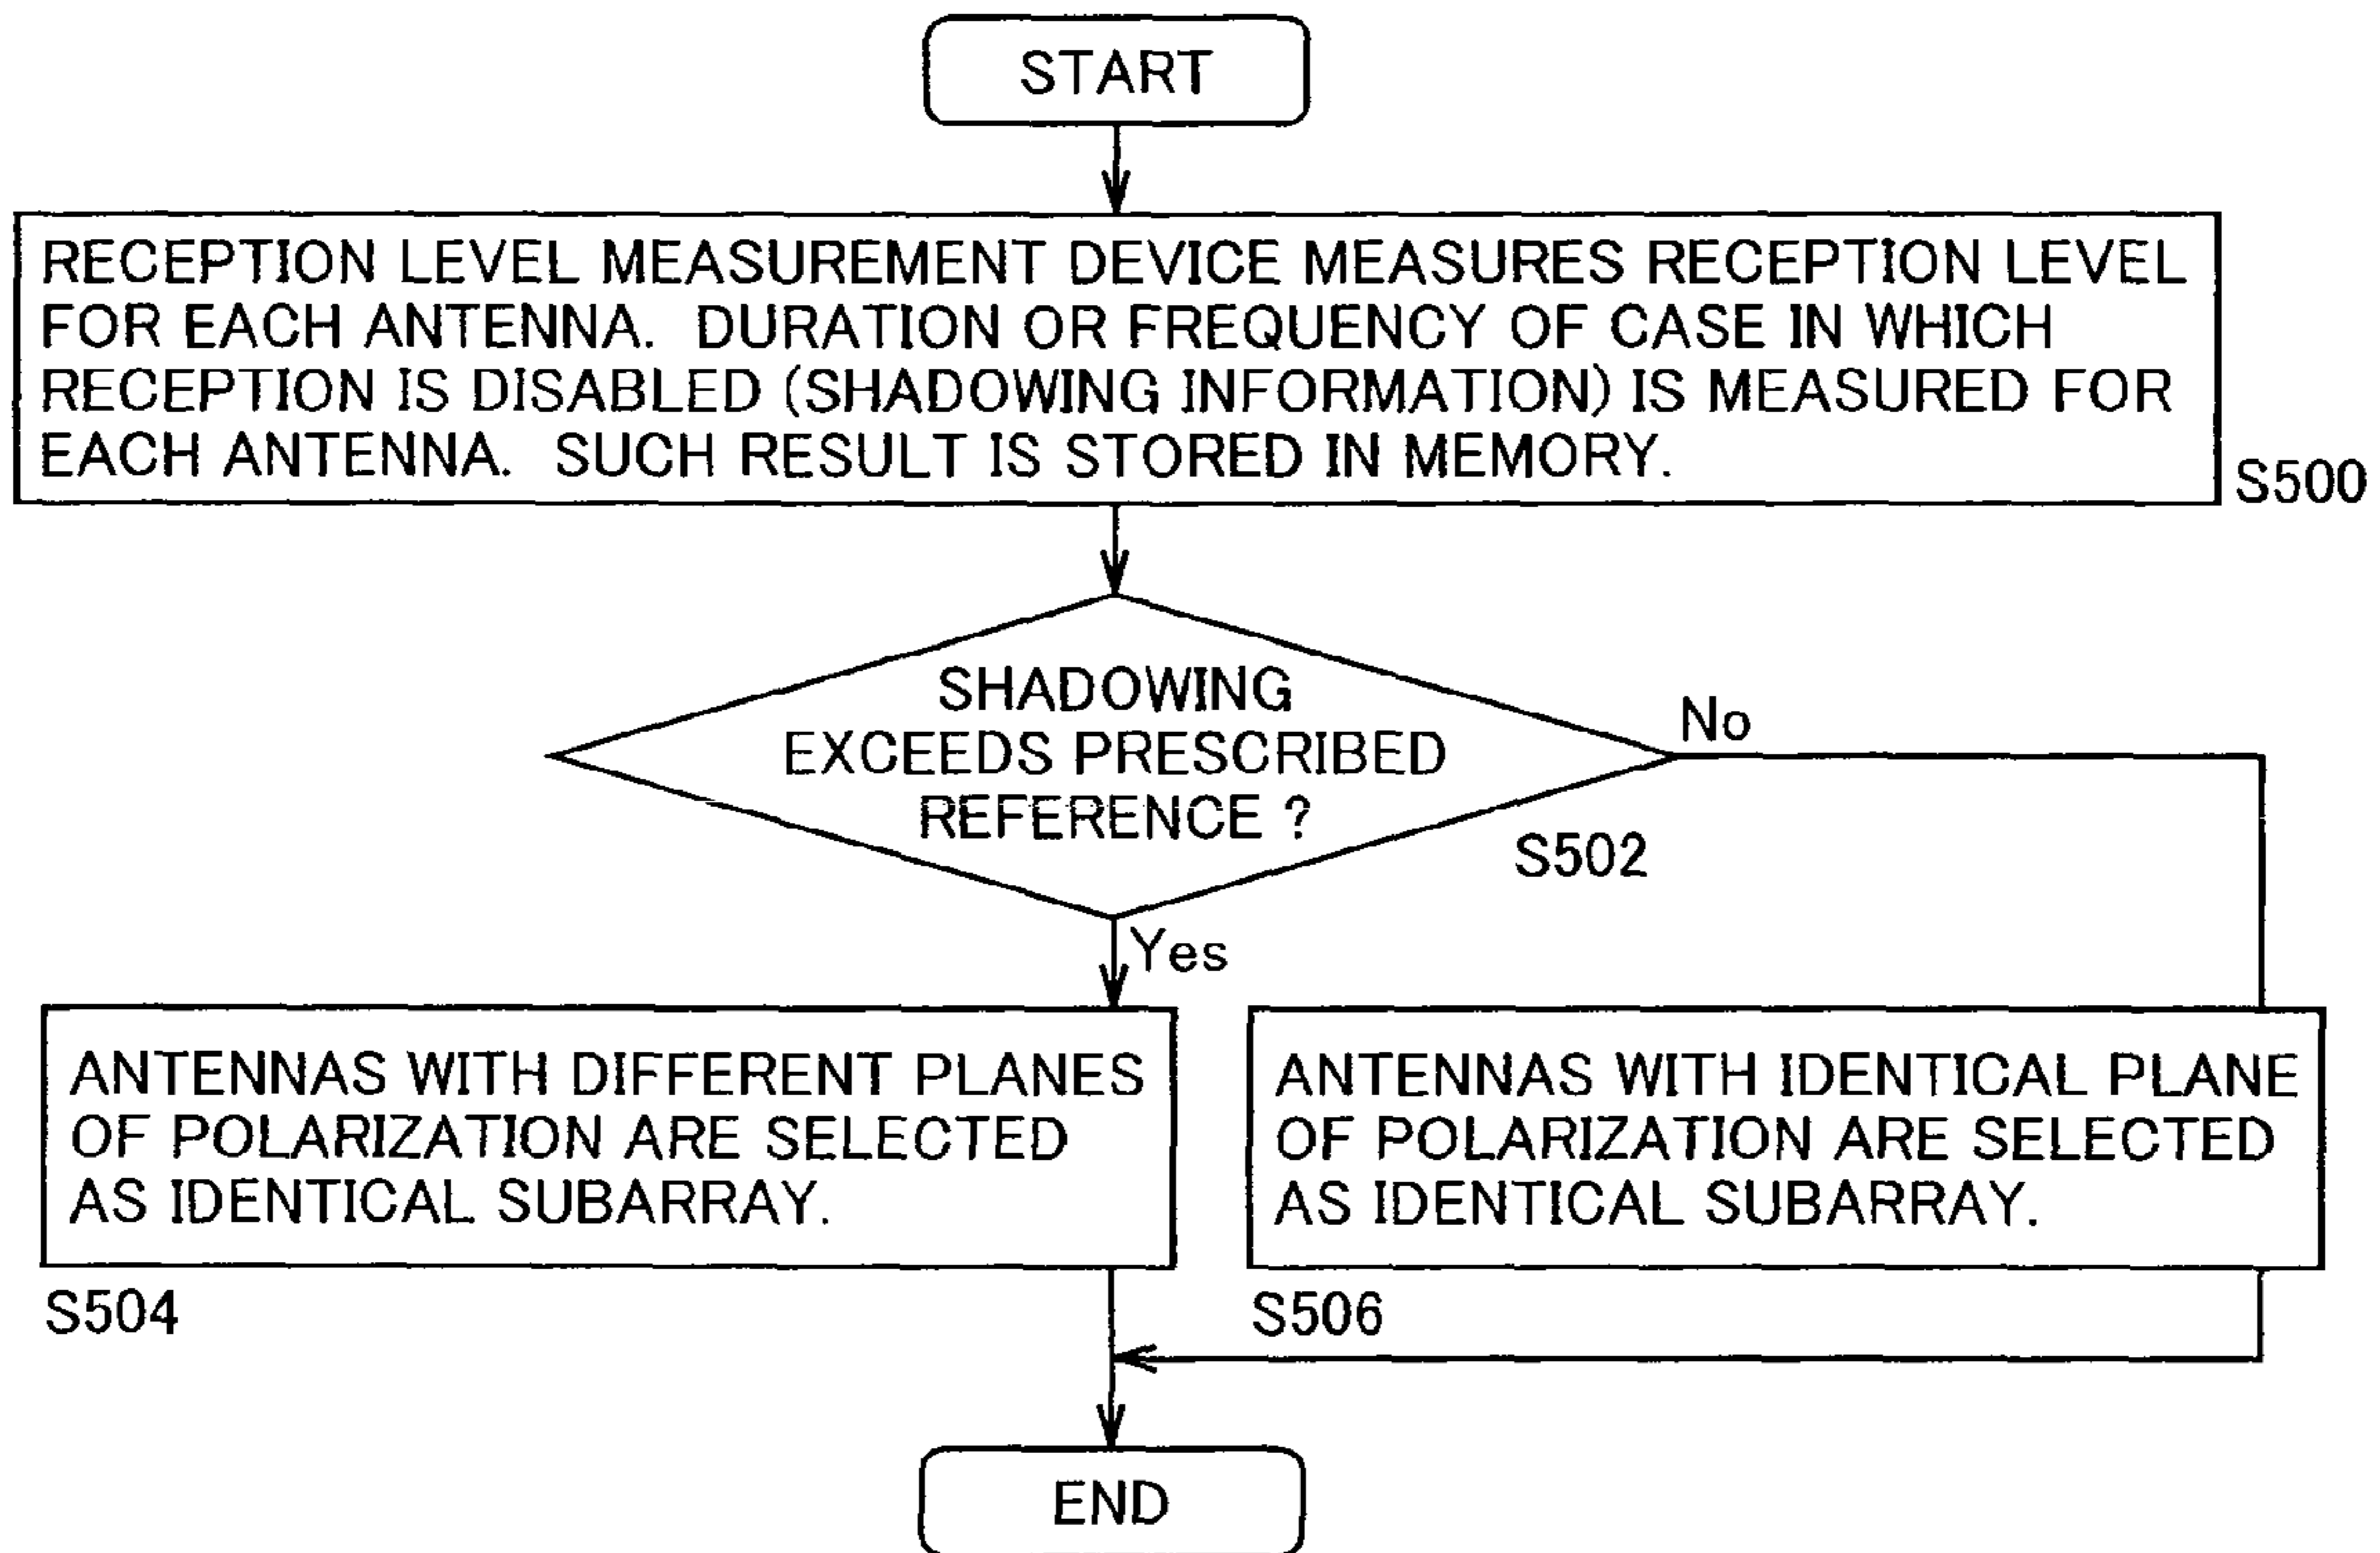 START
RECEPTION LEVEL MEASUREMENT DEVICE MEASURES RECEPTION LEVEL
FOR EACH ANTENNA. DURATION OR FREQUENCY OF CASE IN WHICH
RECEPTION IS DISABLED (SHADOWING INFORMATION) IS MEASURED FOR
EACH ANTENNA. SUCH RESULT IS STORED IN MEMORY.
S500
SHADOWING
EXCEEDS PRESCRIBED
REFERENCE ?
No
S502
Yes
ANTENNAS WITH DIFFERENT PLANES
OF POLARIZATION ARE SELECTED
AS IDENTICAL SUBARRAY.
S504
ANTENNAS WITH IDENTICAL PLANE
OF POLARIZATION ARE SELECTED
AS IDENTICAL SUBARRAY.
S506
END